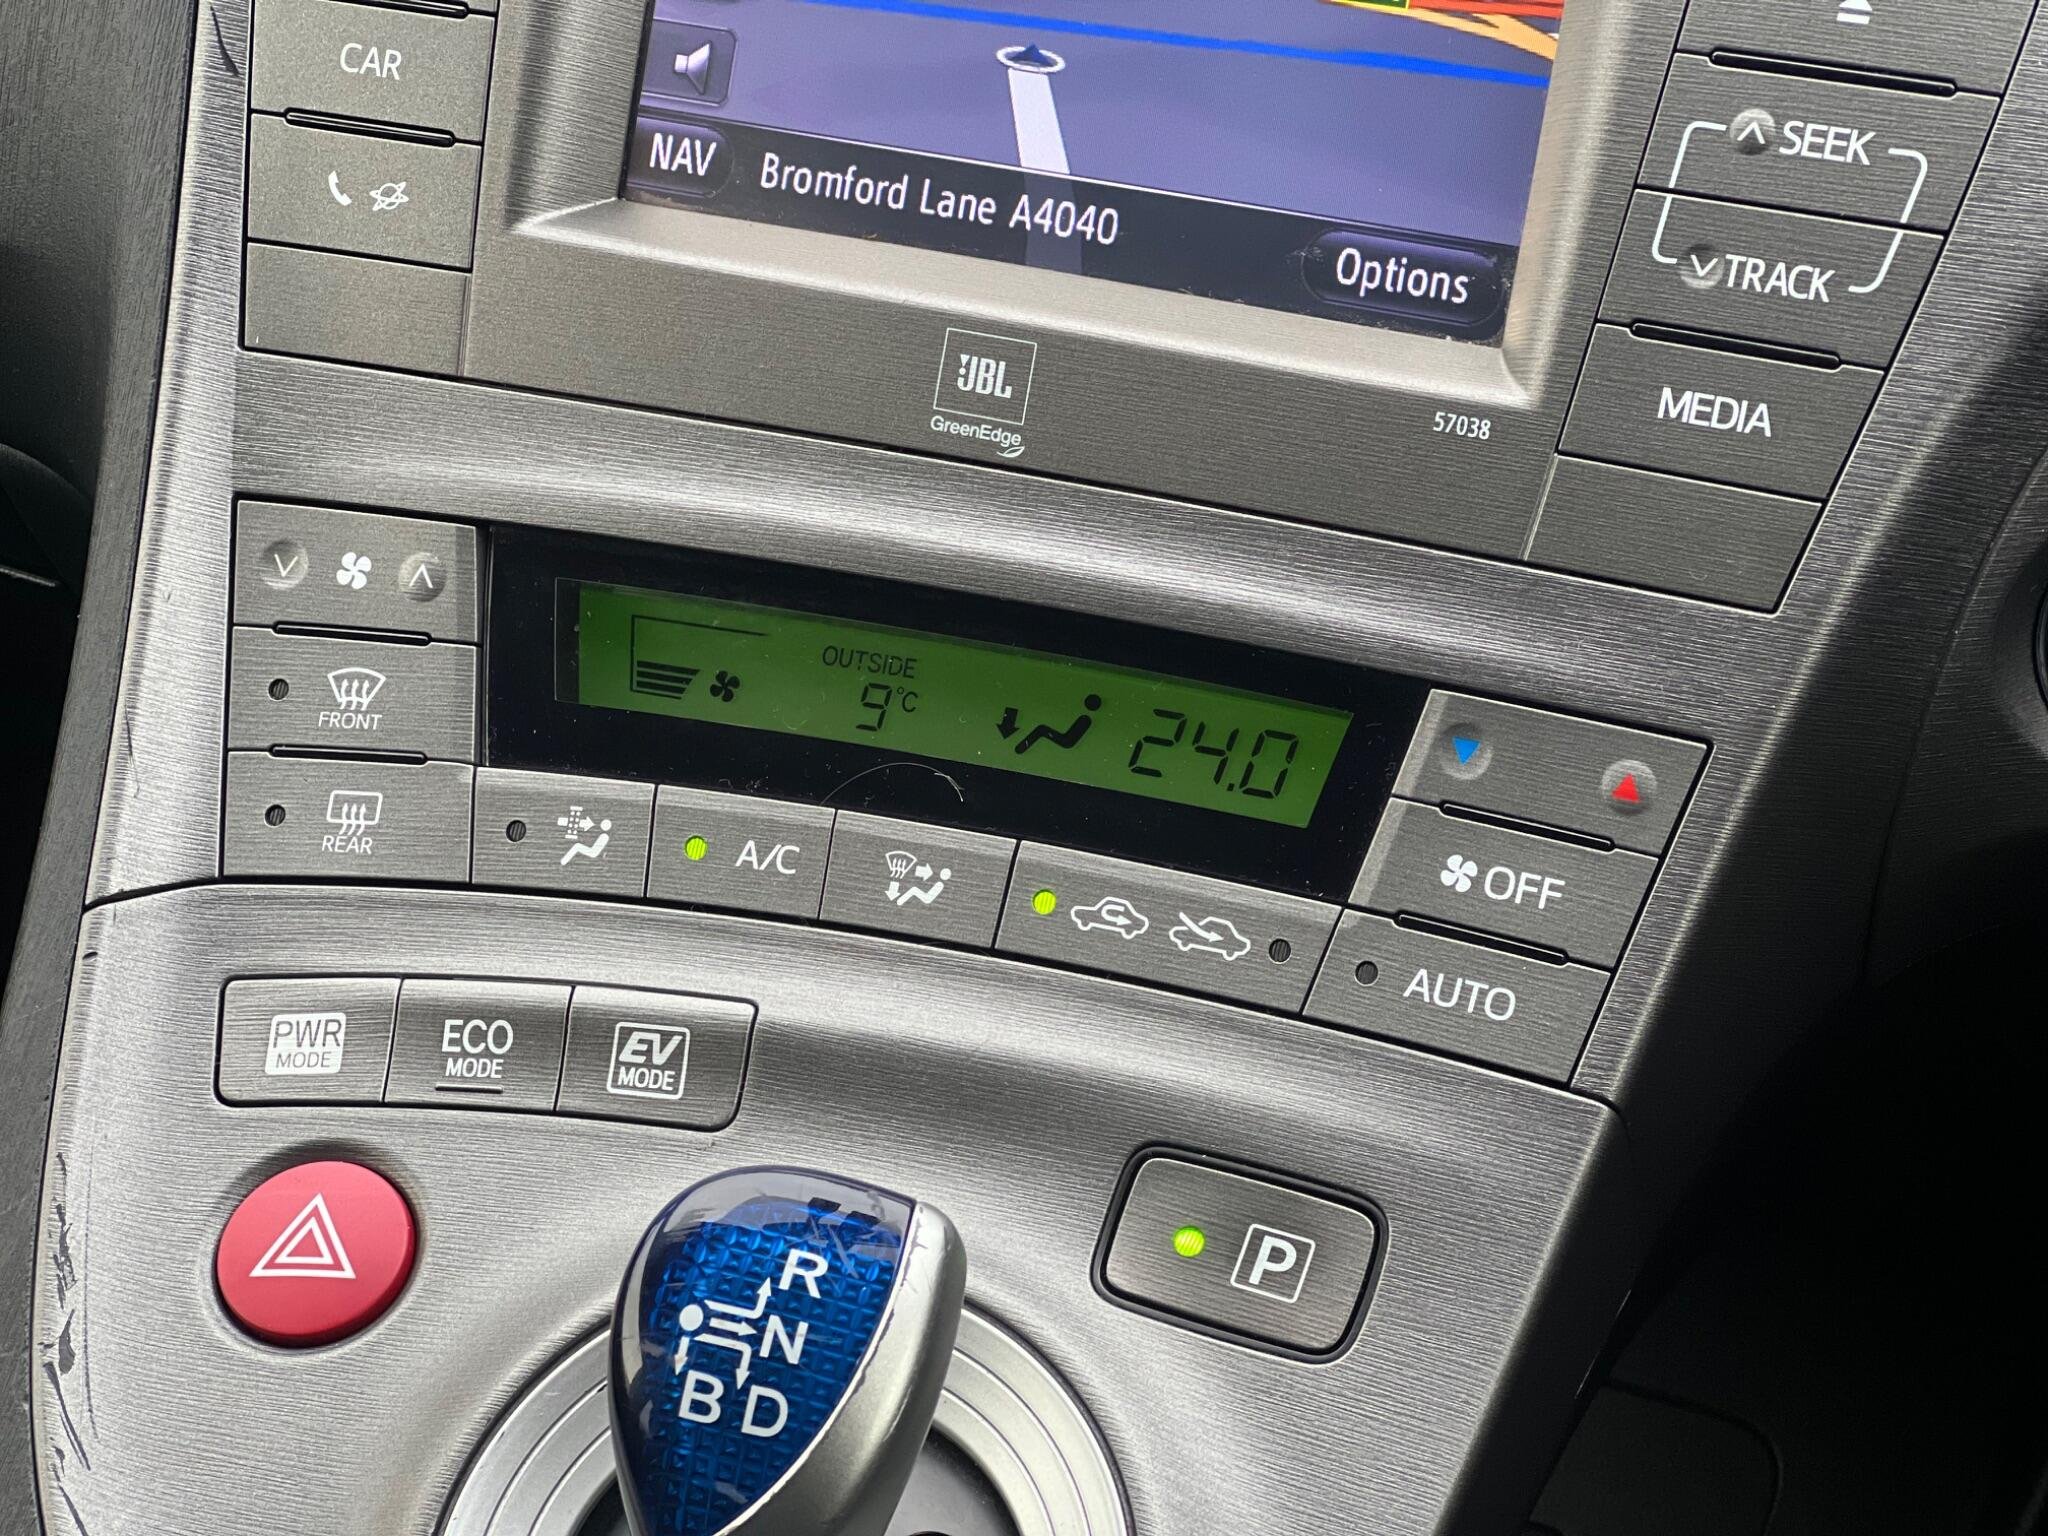 CAR
NAV
Bromford Lane A4040
Options
SEEK
TRACK
MEDIA
JBL
GreenEdge
57038
FRONT
REAR
OUTSIDE
9°C
24.0
A/C
OFF
AUTO
PWR
MODE
ECO
MODE
EV
MODE
P
R
N
B D